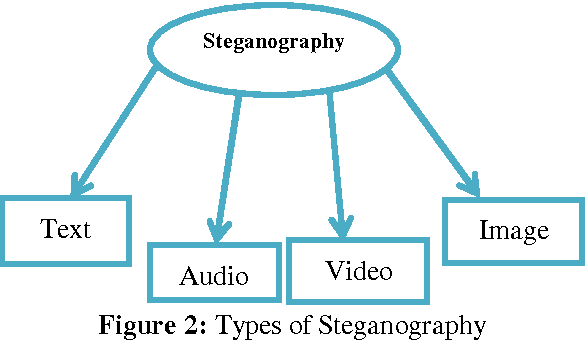 Steganography
Text
Audio
Video
Image
Figure 2: Types of Steganography